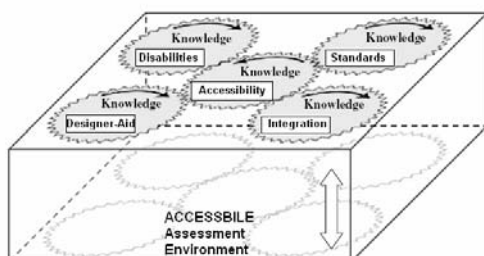 Knowledge
Disabilities
Knowledge
Standards
Knowledge
Accessibility
Knowledge
Designer-Aid
Knowledge
Integration
ACCESSBILE
Assessment
Environment